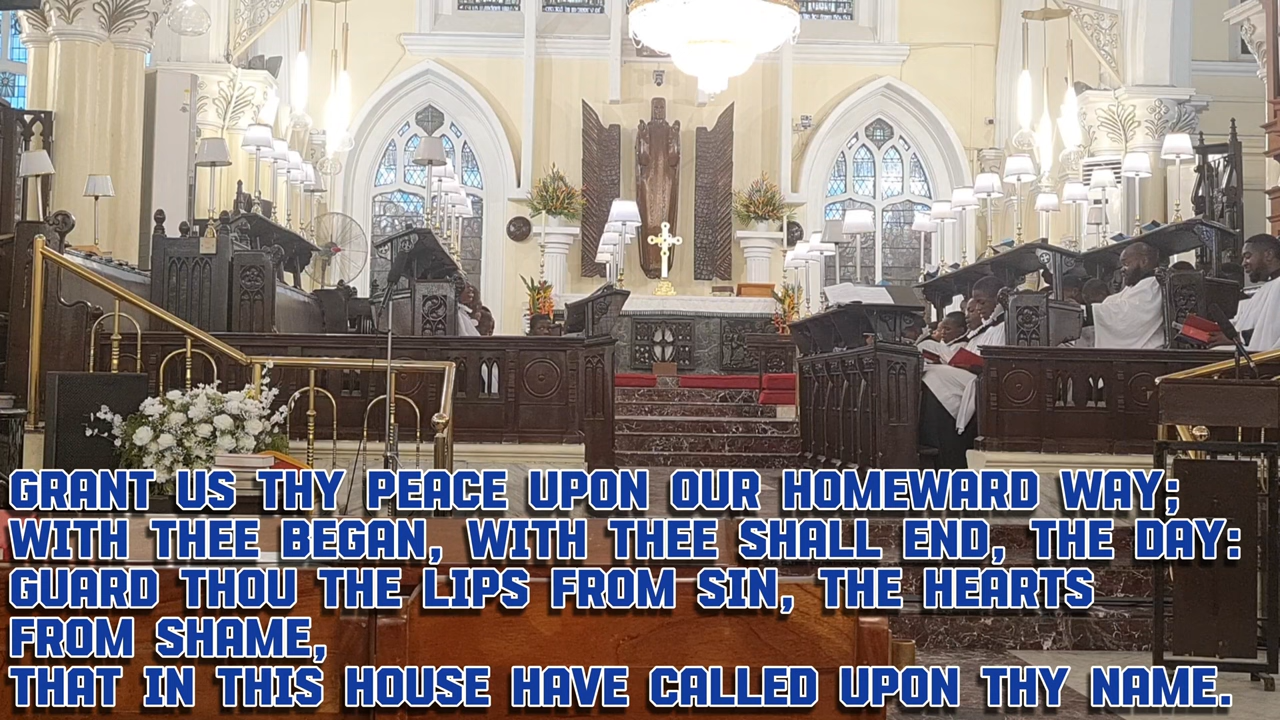 GRANT US THY PEACE UPON OUR HOMEWARD WAY;
WITH THEE BEGAN, WITH THEE SHALL END, THE DAY:
GUARD THOU THE LIPS FROM SIN, THE HEARTS
FROM SHAME,
THAT IN THIS HOUSE HAVE CALLED UPON THY NAME.